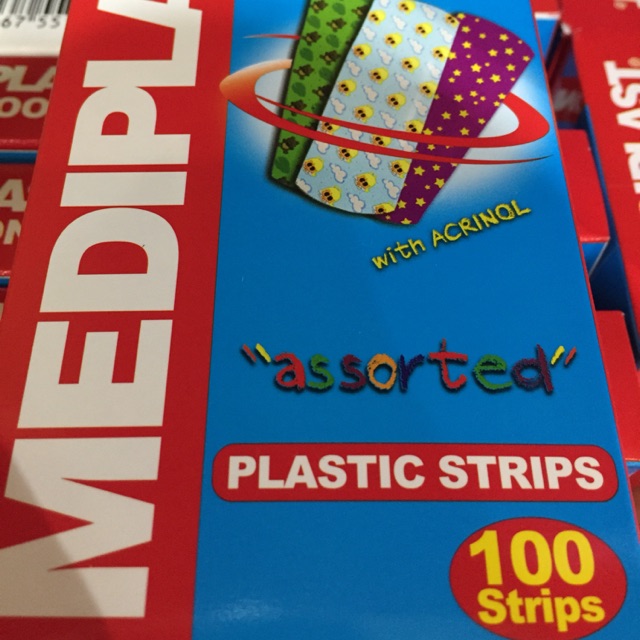 MEDIPLA
with ACRINOL
"assorted"
PLASTIC STRIPS
100
Strips